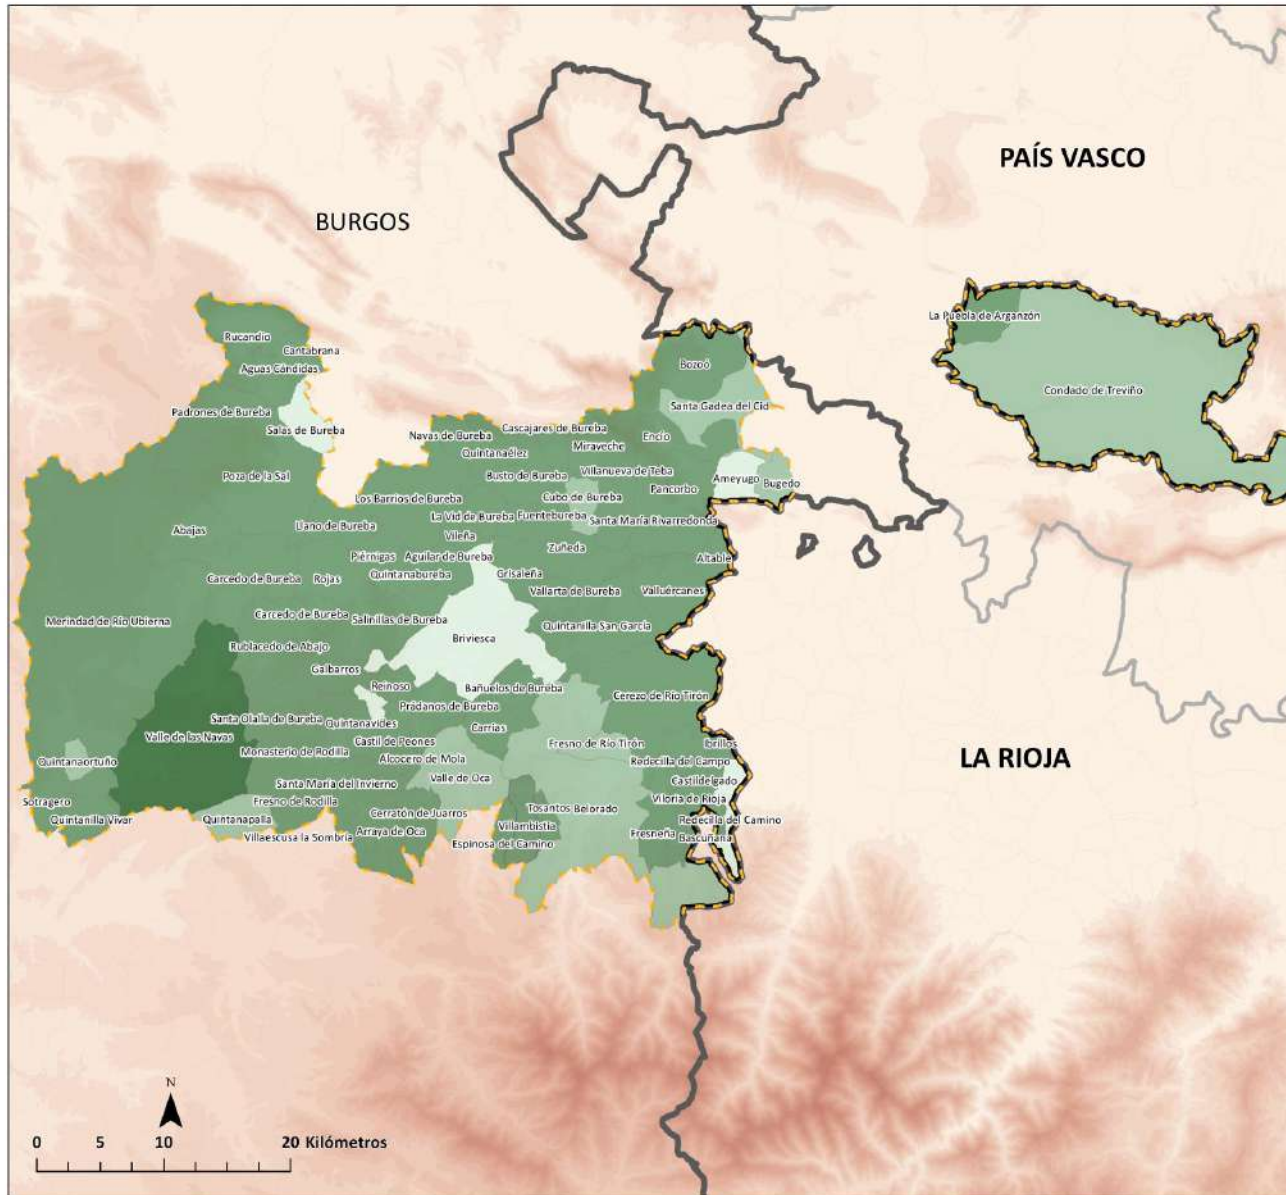 PAÍS VASCO
BURGOS
La Puebla de Arganzón
Rucandio
Cantabrana
Bozoó
Aguas Cándidas
Condado de Treviño
Padrones de Bureba
Santa Gadea del Cid
Salas de Bureba
Cascajares de Bureba
Navas de Bureba
Encío
Miraveche
Quintanaélez
Villanueva de Teba
Poza de la Sal
Busto de Bureba
Ameyugo
Bugedo
Pancorbo
Los Barrios de Bureba
Cubo de Bureba
La Vid de Bureba
Fuentebureba
Santa María Rivarredonda
Llano de Bureba
Abajas
Vileña
Zuñeda
Piérnigas
Aguilar de Bureba
Altable
Quintanabureba
Grisaleña
Carcedo de Bureba
Rojas
Vallarta de Bureba
Valluércanes
Carcedo de Bureba
Salinillas de Bureba
Merindad de Río Ubierna
Quintanilla San García
Briviesca
Rublacedo de Abajo
Galbarros
Reinoso
Bañuelos de Bureba
Cerezo de Río Tirón
Prádanos de Bureba
Santa Olalla de Bureba
Quintanavides
Carrias
Valle de las Navas
Castil de Peones
Fresno de Río Tirón
Ibrillos
Monasterio de Rodilla
Alcocero de Mola
Redecilla del Campo
LA RIOJA
Quintanaortuño
Valle de Oca
Castildelgado
Santa María del Invierno
Sotragero
Fresno de Rodilla
Viloria de Rioja
Cerratón de Juarros
Tosantos
Belorado
Quintanilla Vivar
Quintanapalla
Redecilla del Camino
Villambistia
Villaescusa la Sombría
Arraya de Oca
Fresneña
Bascuñana
Espinosa del Camino
N
0 5 10 20 Kilómetros